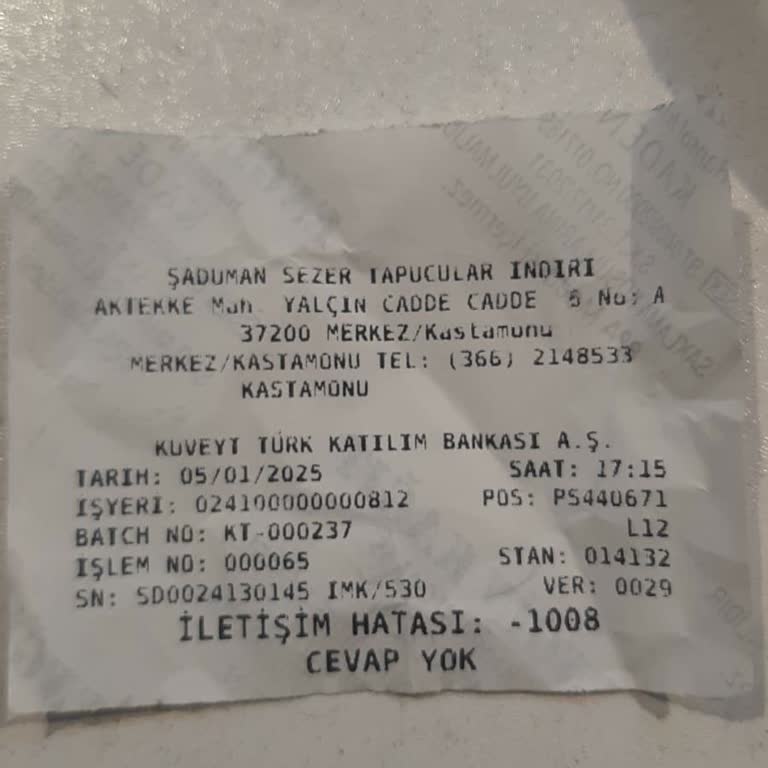 ŞADUMAN SEZER TAPUCULAR INDIRI
AKTEKKE Mah. YALÇIN CADDE CADDE 6 No: A
37200 MERKEZ/Kastamonu
MERKEZ/KASTAMONU TEL: (366) 2148533
KASTAMONU
KUVEYT TÜRK KATILIM BANKASI A.Ş.
TARIH: 05/01/2025 SAAT: 17:15
IŞYERI: 024100000000812 POS: PS440671
BATCH NO: KT-000237 L12
IŞLEM NO: 000065 STAN: 014132
SN: SD0024130145 IMK/530 VER: 0029
İLETİŞİM HATASI: -1008
CEVAP YOK